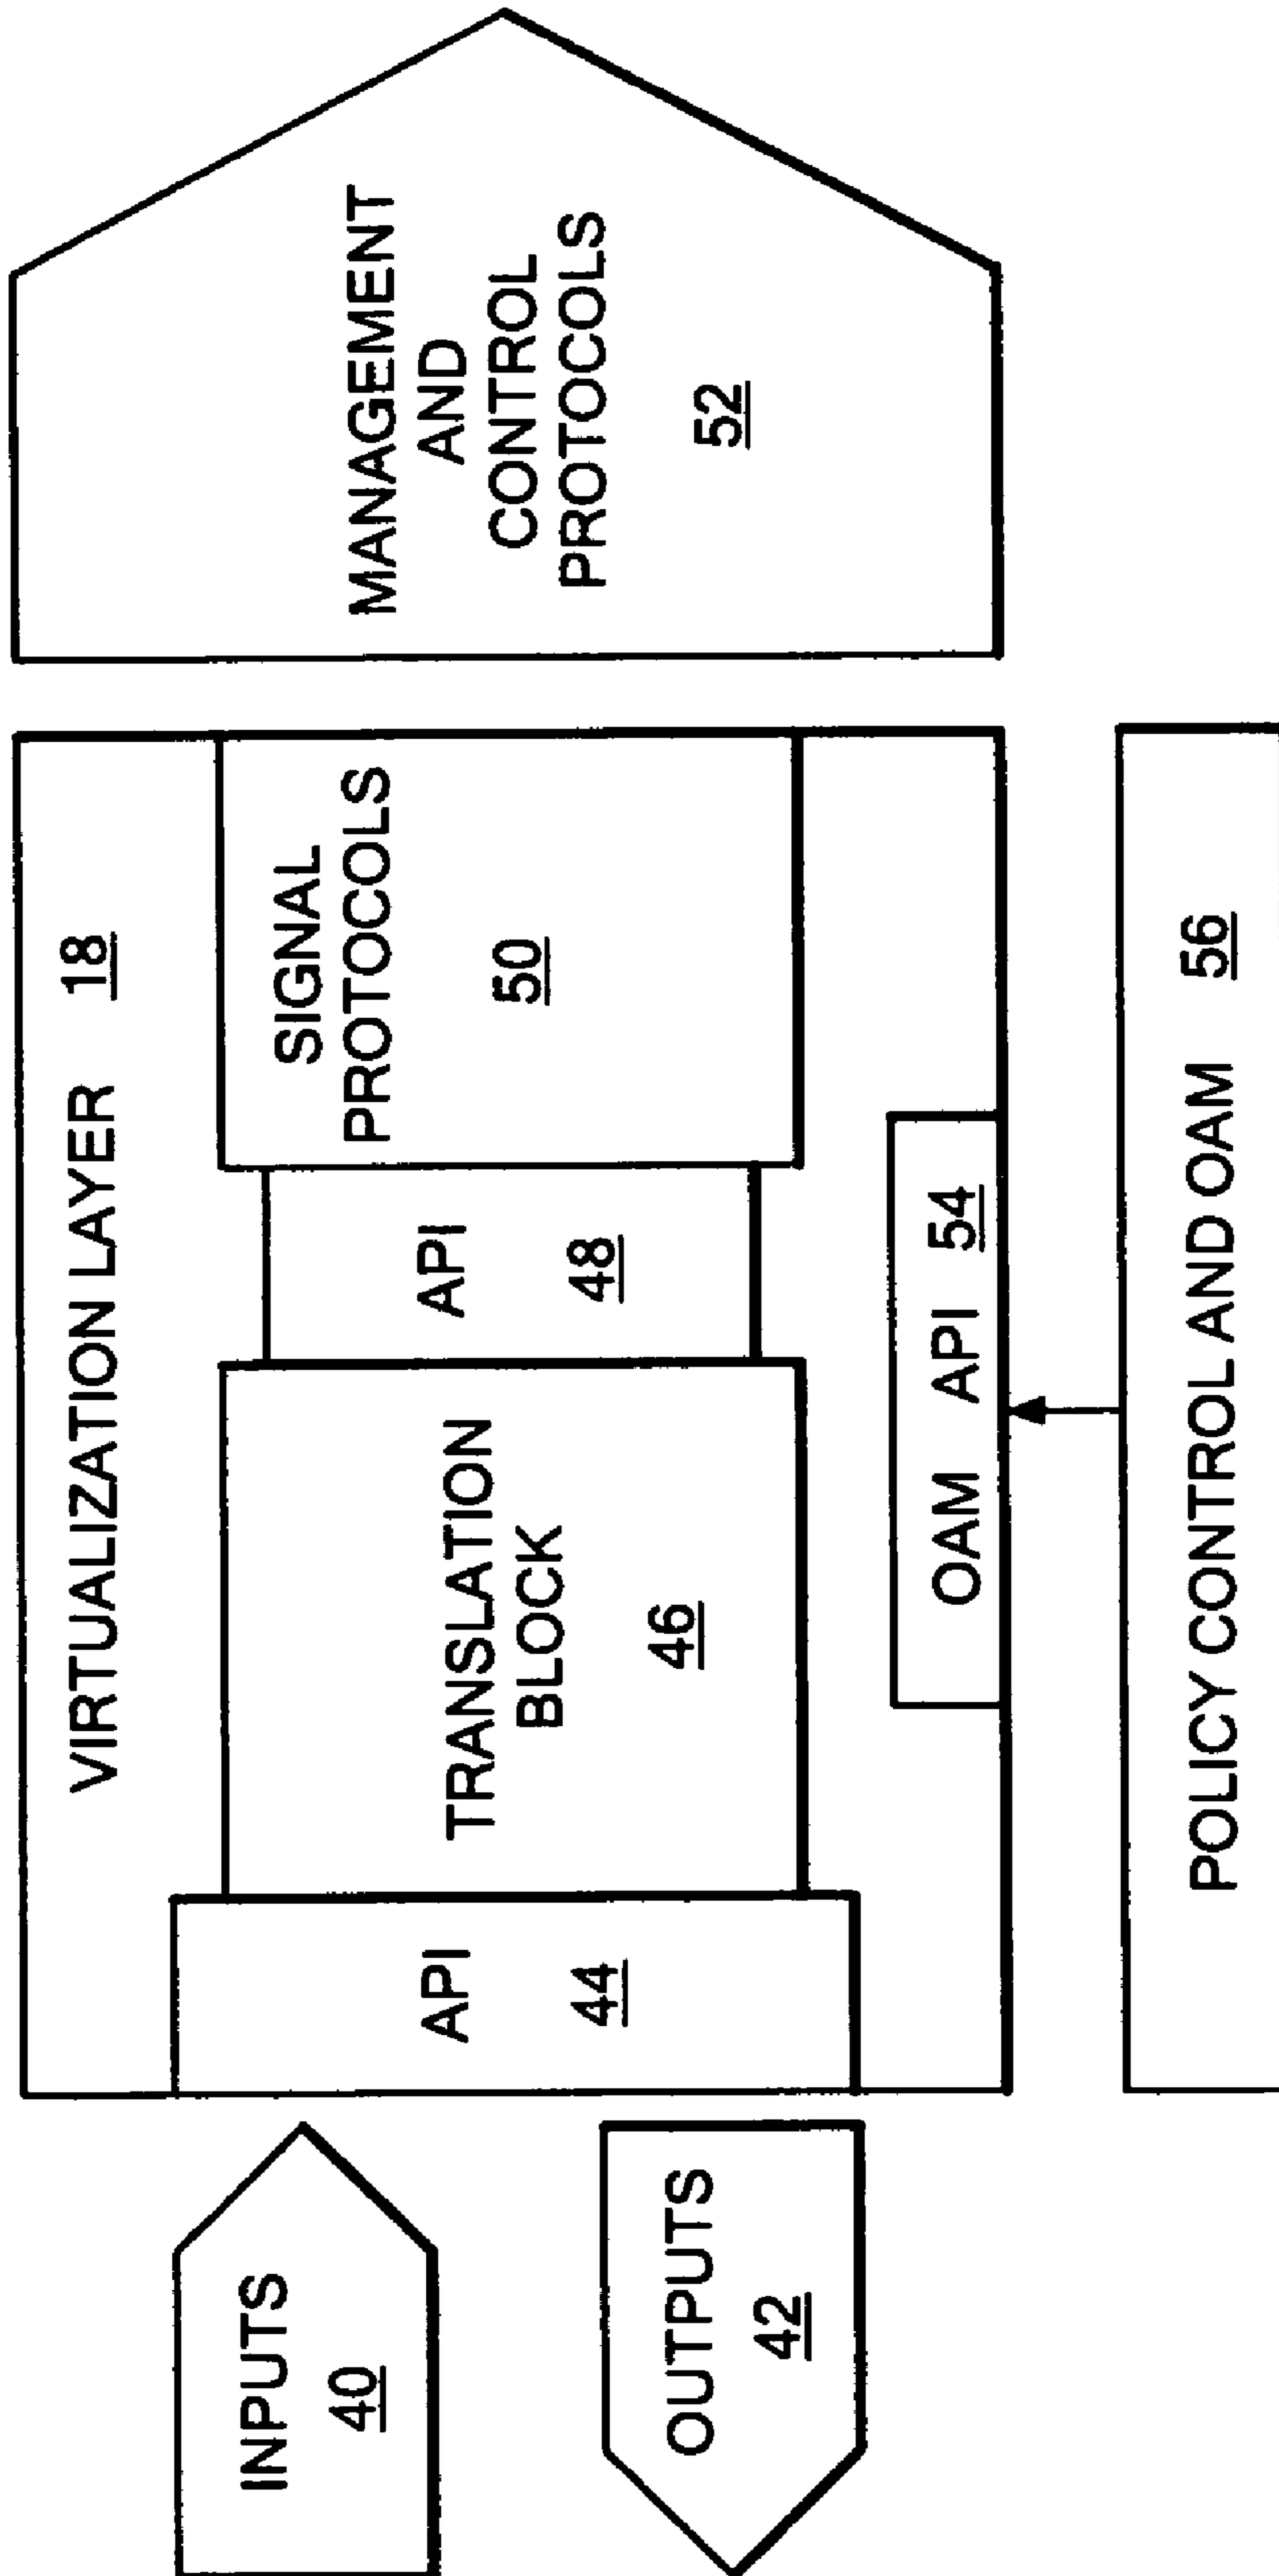 VIRTUALIZATION LAYER 18
INPUTS
40
OUTPUTS
42
API
44
TRANSLATION
BLOCK
46
API
48
SIGNAL
PROTOCOLS
50
OAM API 54
MANAGEMENT
AND
CONTROL
PROTOCOLS
52
POLICY CONTROL AND OAM 56